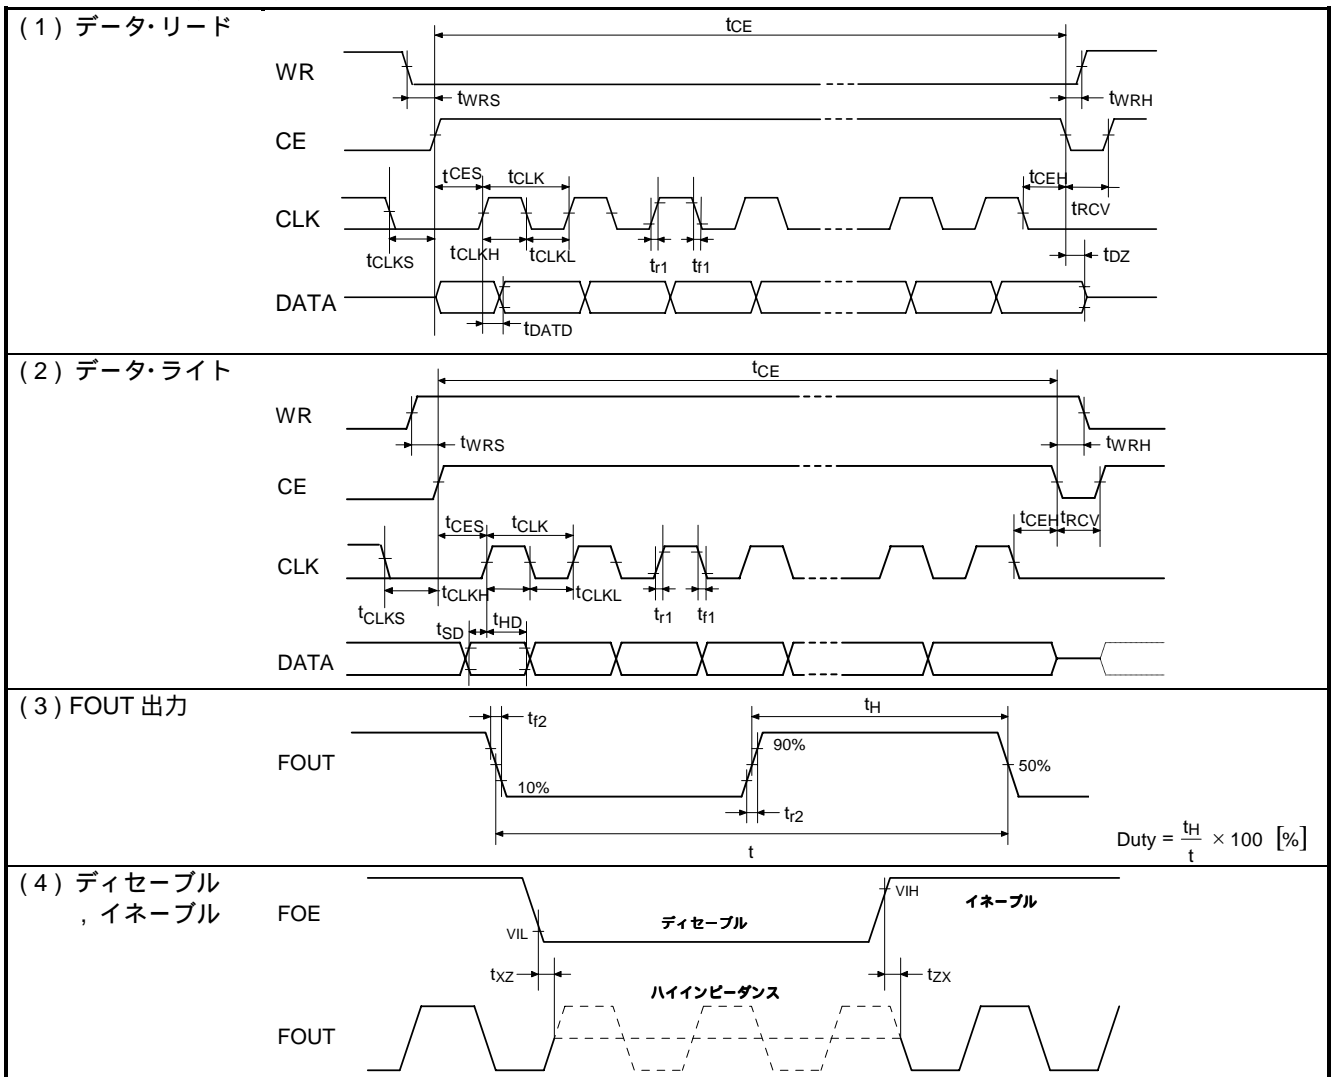 (1) データ・リード
tCE
WR
tWRS
tWRH
CE
tCES
tCLK
tCEH
tRCV
CLK
tCLKS
tCLKH
tCLKL
tr1
tf1
tDZ
DATA
tDATD
(2) データ・ライト
tCE
WR
tWRS
tWRH
CE
tCES
tCLK
tCEH
tRCV
CLK
tCLKS
tCLKH
tCLKL
tr1
tf1
tSD
tHD
DATA
(3) FOUT 出力
tf2
tH
FOUT
90%
50%
10%
tr2
t
Duty = tH/t × 100 [%]
(4) ディセーブル
, イネーブル
FOE
VIH
イネーブル
VIL
ディセーブル
tXZ
tZX
ハイインピーダンス
FOUT